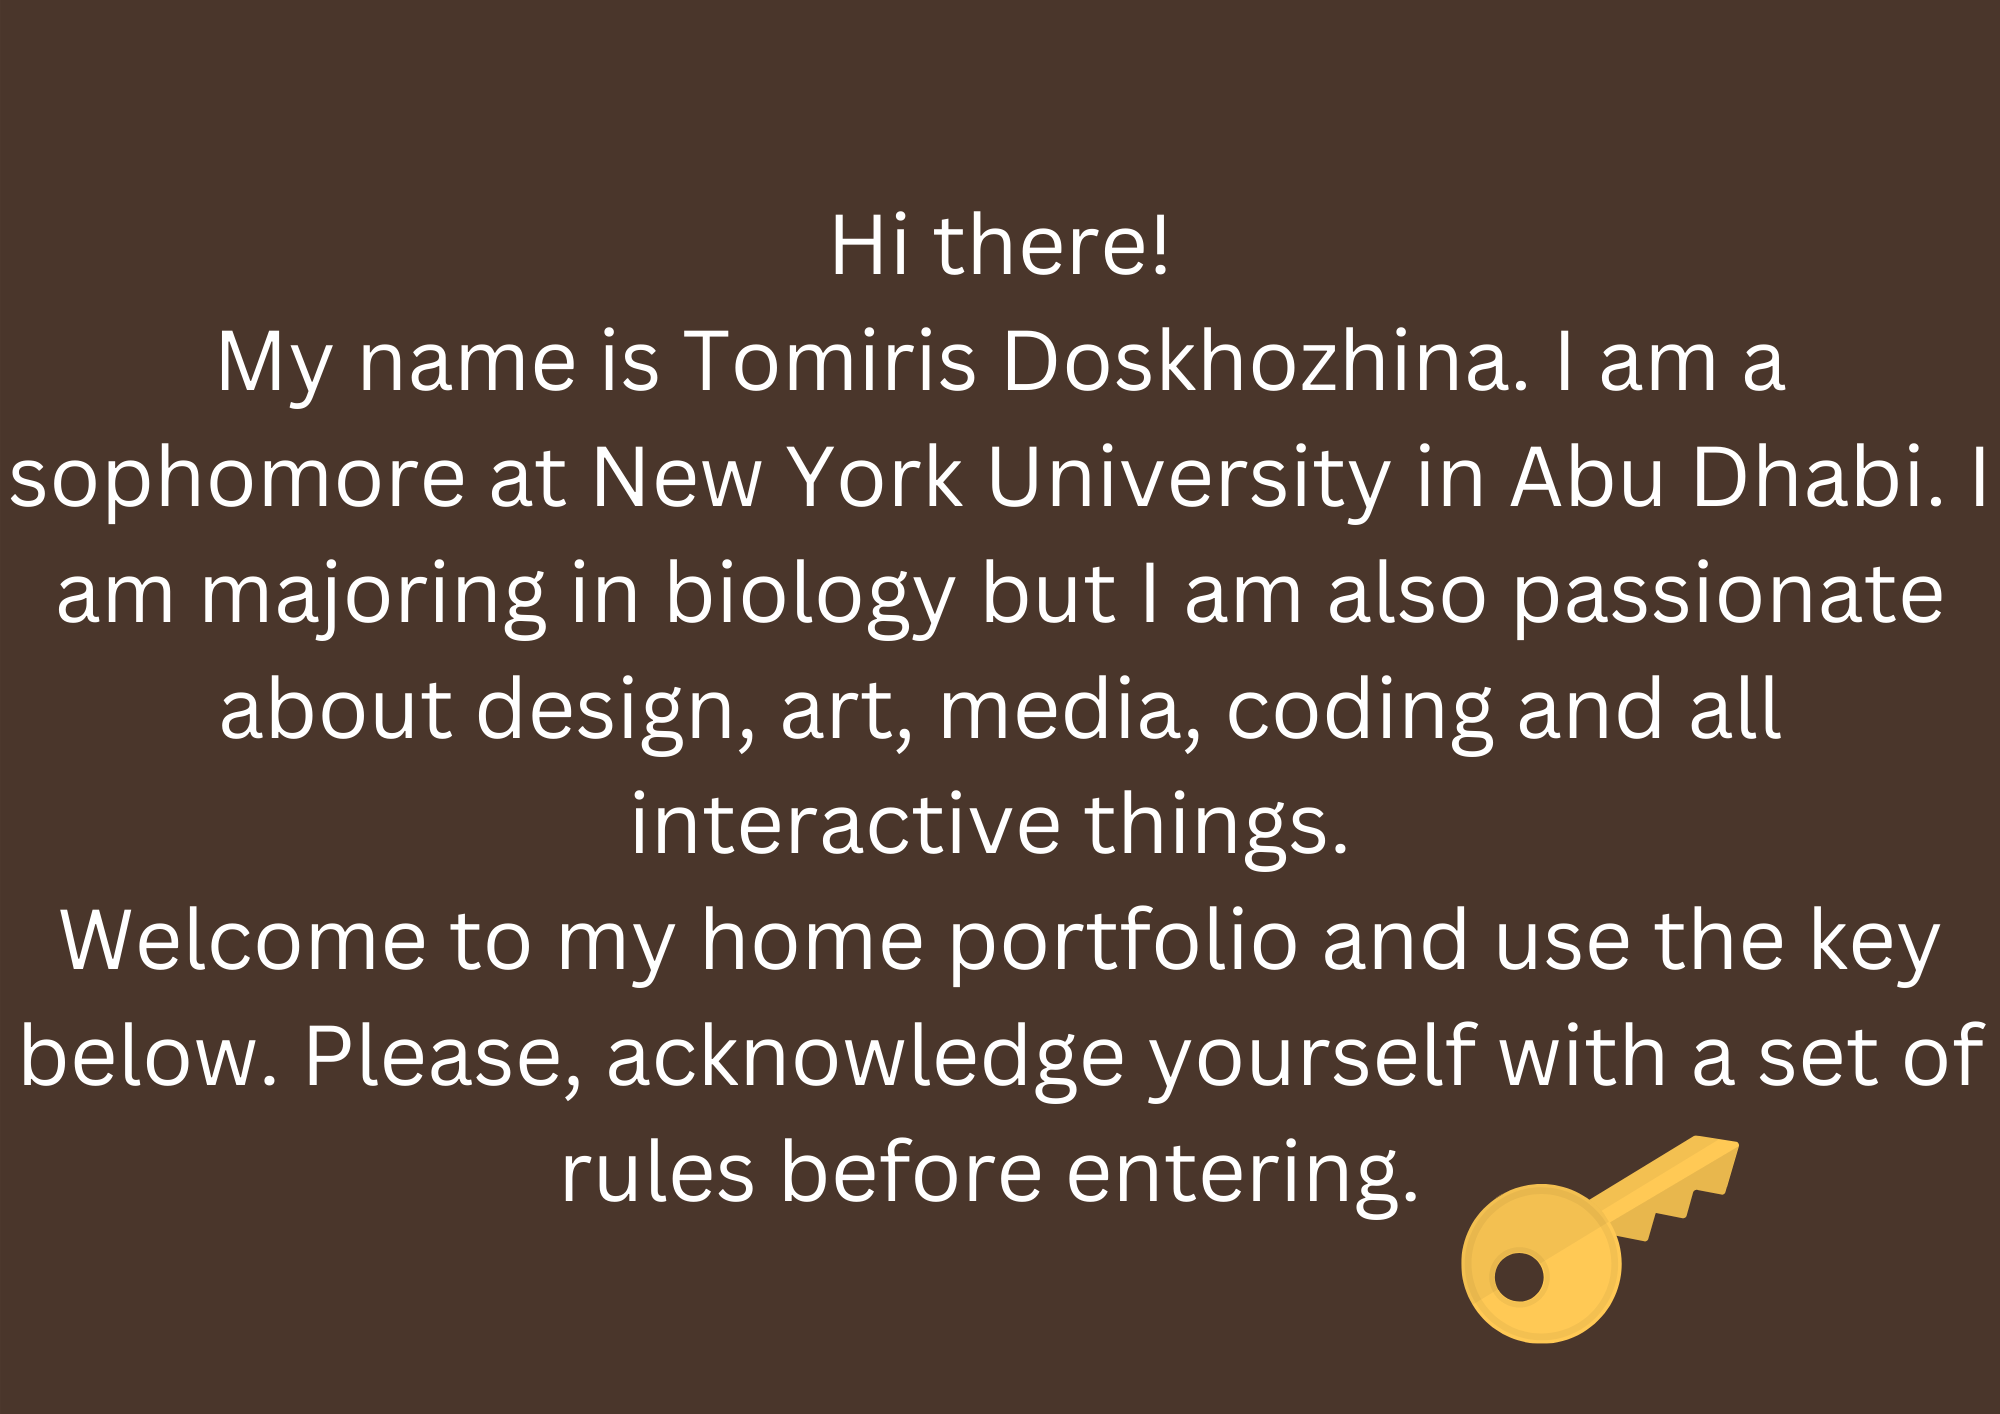 Hi there!
My name is Tomiris Doskhozhina. I am a
sophomore at New York University in Abu Dhabi. I
am majoring in biology but I am also passionate
about design, art, media, coding and all
interactive things.
Welcome to my home portfolio and use the key
below. Please, acknowledge yourself with a set of
rules before entering.